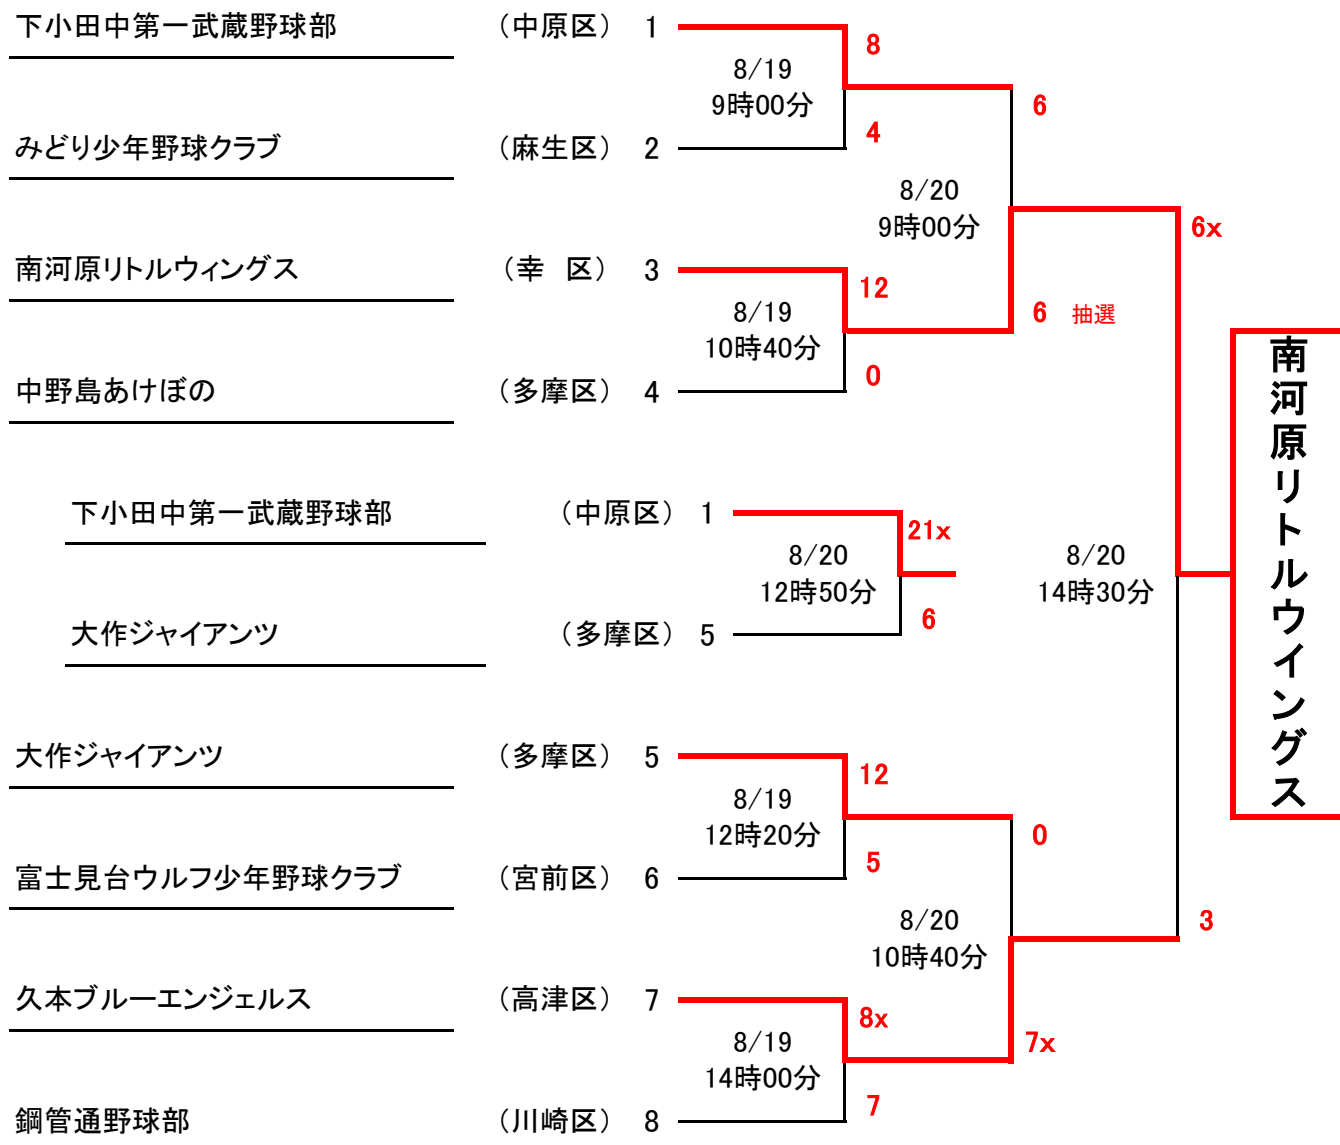 下小田中第一武蔵野球部 （中原区） 1
8
8/19
9時00分
6
4
みどり少年野球クラブ （麻生区） 2
8/20
9時00分
6x
南河原リトルウィングス （幸　区） 3
12
8/19
10時40分
6 抽選
0
中野島あけぼの （多摩区） 4
南河原リトルウイングス
下小田中第一武蔵野球部 （中原区） 1
21x
8/20
12時50分
8/20
14時30分
6
大作ジャイアンツ （多摩区） 5
大作ジャイアンツ （多摩区） 5
12
8/19
12時20分
0
5
富士見台ウルフ少年野球クラブ （宮前区） 6
8/20
10時40分
3
久本ブルーエンジェルス （高津区） 7
8x
8/19
14時00分
7x
7
鋼管通野球部 （川崎区） 8